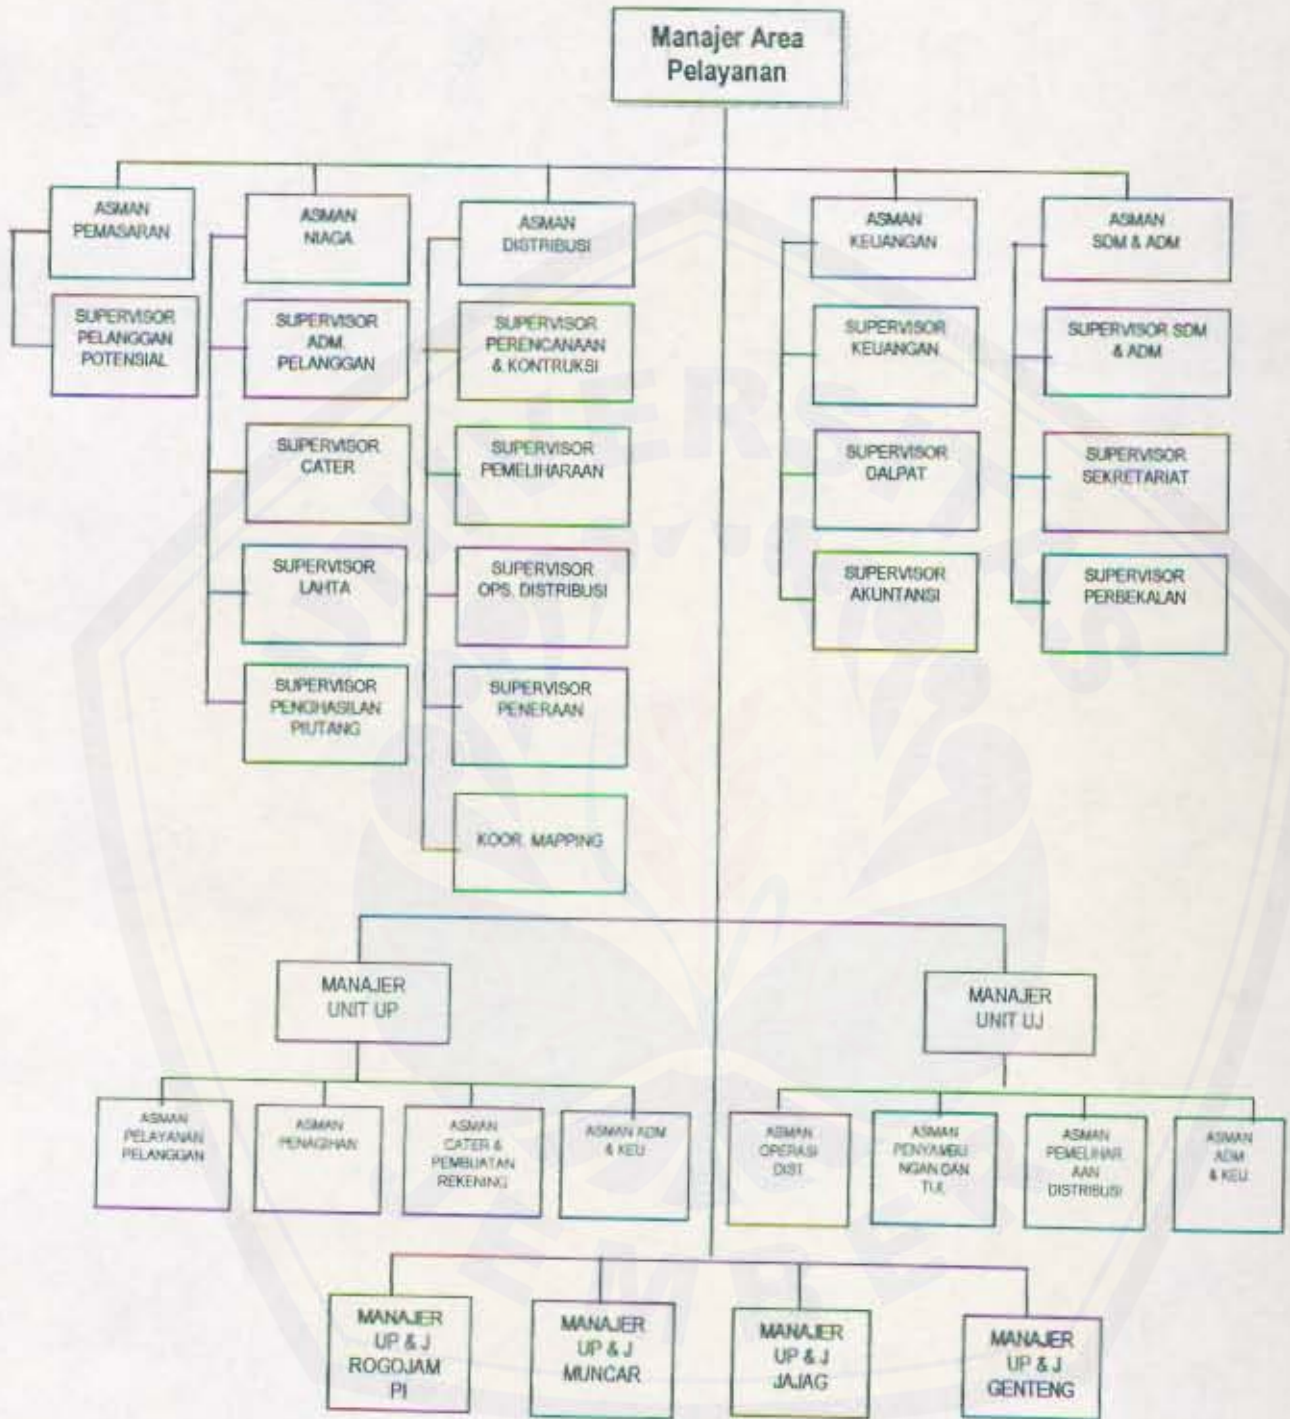 Manajer Area
Pelayanan
ASMAN
PEMASARAN
ASMAN
NIAGA
ASMAN
DISTRIBUSI
ASMAN
KEUANGAN
ASMAN
SDM & ADM
SUPERVISOR
PELANGGAN
POTENSIAL
SUPERVISOR
ADM.
PELANGGAN
SUPERVISOR
PERENCANAAN
& KONTRUKSI
SUPERVISOR
KEUANGAN
SUPERVISOR SDM
& ADM
SUPERVISOR
CATER
SUPERVISOR
PEMELIHARAAN
SUPERVISOR
DALPAT
SUPERVISOR
SEKRETARIAT
SUPERVISOR
LAHTA
SUPERVISOR
OPS. DISTRIBUSI
SUPERVISOR
AKUNTANSI
SUPERVISOR
PERBEKALAN
SUPERVISOR
PENGHASILAN
PIUTANG
SUPERVISOR
PENERAAN
KOOR. MAPPING
MANAJER
UNIT UP
MANAJER
UNIT UJ
ASMAN
PELAYANAN
PELANGGAN
ASMAN
PENAGIHAN
ASMAN
CATER &
PEMBUATAN
REKENING
ASMAN ADM
& KEU
ASMAN
OPERASI
DIST.
ASMAN
PENYAMBU
NGAN DAN
TUL
ASMAN
PEMELIHAR
AAN
DISTRIBUSI
ASMAN
ADM
& KEU
MANAJER
UP & J
ROGOJAM
PI
MANAJER
UP & J
MUNCAR
MANAJER
UP & J
JAJAG
MANAJER
UP & J
GENTENG
UNIVERSITAS
JEMBER